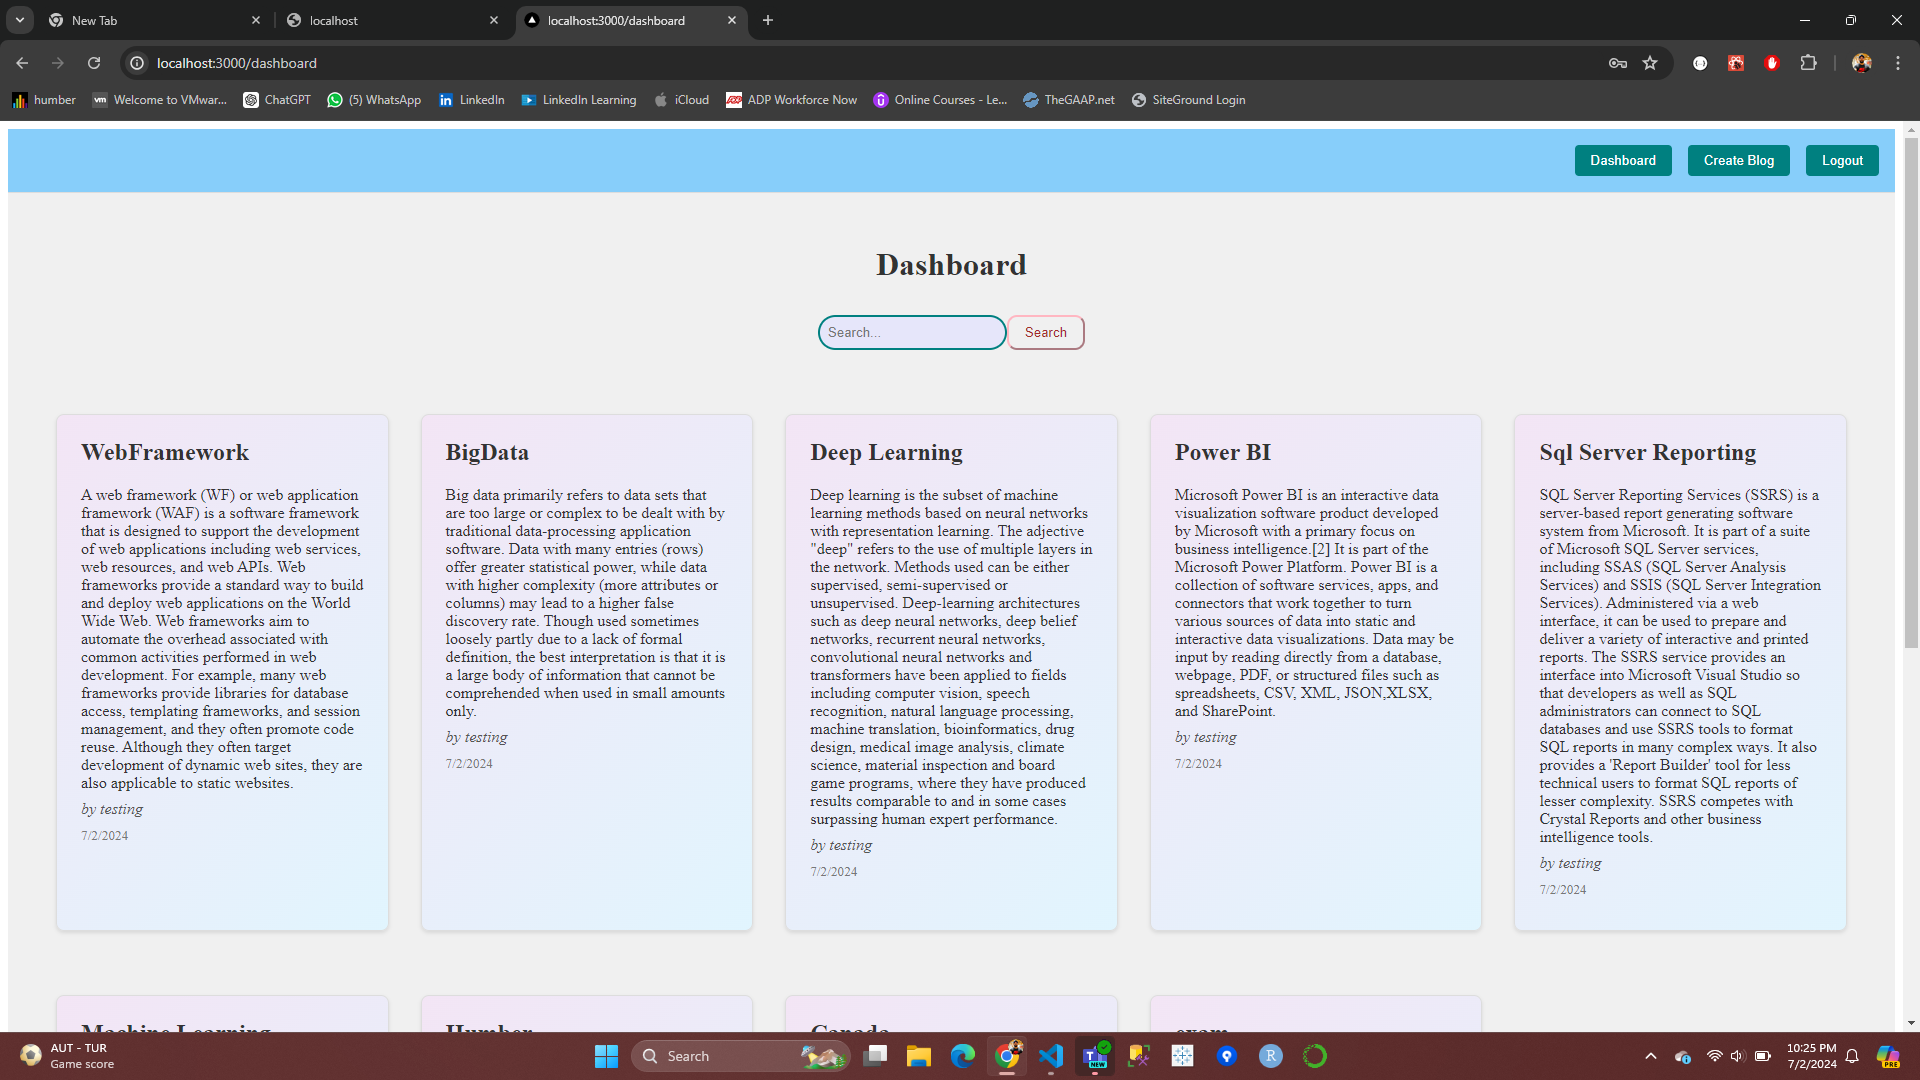 New Tab
localhost
localhost:3000/dashboard
localhost:3000/dashboard
humber
vm Welcome to VMwar...
ChatGPT
(5) WhatsApp
in LinkedIn
LinkedIn Learning
iCloud
ADP Workforce Now
Online Courses - Le...
TheGAAP.net
SiteGround Login
Dashboard
Create Blog
Logout
Dashboard
Search...
Search
WebFramework
A web framework (WF) or web application
framework (WAF) is a software framework
that is designed to support the development
of web applications including web services,
web resources, and web APIs. Web
frameworks provide a standard way to build
and deploy web applications on the World
Wide Web. Web frameworks aim to
automate the overhead associated with
common activities performed in web
development. For example, many web
frameworks provide libraries for database
access, templating frameworks, and session
management, and they often promote code
reuse. Although they often target
development of dynamic web sites, they are
also applicable to static websites.
by testing
7/2/2024
BigData
Big data primarily refers to data sets that
are too large or complex to be dealt with by
traditional data-processing application
software. Data with many entries (rows)
offer greater statistical power, while data
with higher complexity (more attributes or
columns) may lead to a higher false
discovery rate. Though used sometimes
loosely partly due to a lack of formal
definition, the best interpretation is that it is
a large body of information that cannot be
comprehended when used in small amounts
only.
by testing
7/2/2024
Deep Learning
Deep learning is the subset of machine
learning methods based on neural networks
with representation learning. The adjective
"deep" refers to the use of multiple layers in
the network. Methods used can be either
supervised, semi-supervised or
unsupervised. Deep-learning architectures
such as deep neural networks, deep belief
networks, recurrent neural networks,
convolutional neural networks and
transformers have been applied to fields
including computer vision, speech
recognition, natural language processing,
machine translation, bioinformatics, drug
design, medical image analysis, climate
science, material inspection and board
game programs, where they have produced
results comparable to and in some cases
surpassing human expert performance.
by testing
7/2/2024
Power BI
Microsoft Power BI is an interactive data
visualization software product developed
by Microsoft with a primary focus on
business intelligence.[2] It is part of the
Microsoft Power Platform. Power BI is a
collection of software services, apps, and
connectors that work together to turn
various sources of data into static and
interactive data visualizations. Data may be
input by reading directly from a database,
webpage, PDF, or structured files such as
spreadsheets, CSV, XML, JSON,XLSX,
and SharePoint.
by testing
7/2/2024
Sql Server Reporting
SQL Server Reporting Services (SSRS) is a
server-based report generating software
system from Microsoft. It is part of a suite
of Microsoft SQL Server services,
including SSAS (SQL Server Analysis
Services) and SSIS (SQL Server Integration
Services). Administered via a web
interface, it can be used to prepare and
deliver a variety of interactive and printed
reports. The SSRS service provides an
interface into Microsoft Visual Studio so
that developers as well as SQL
administrators can connect to SQL
databases and use SSRS tools to format
SQL reports in many complex ways. It also
provides a 'Report Builder' tool for less
technical users to format SQL reports of
lesser complexity. SSRS competes with
Crystal Reports and other business
intelligence tools.
by testing
7/2/2024
Machine Learning
Humber
Canada
exam
AUT - TUR
Game score
Search
NEW
R
10:25 PM
7/2/2024
PRE